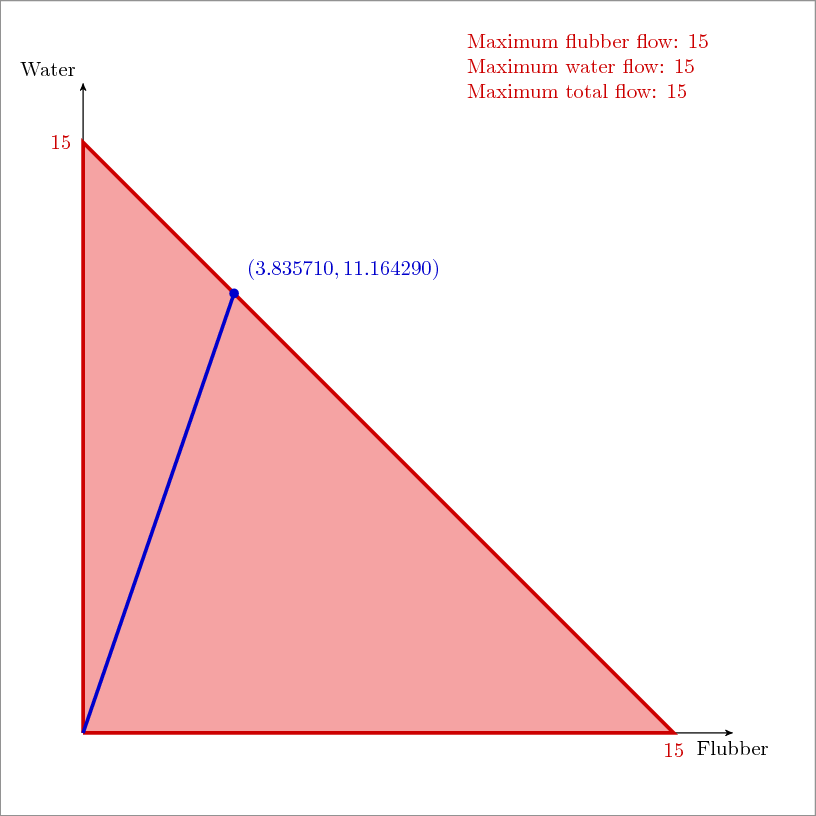 Maximum flubber flow: 15
Maximum water flow: 15
Maximum total flow: 15
Water
15
(3.835710, 11.164290)
15
Flubber